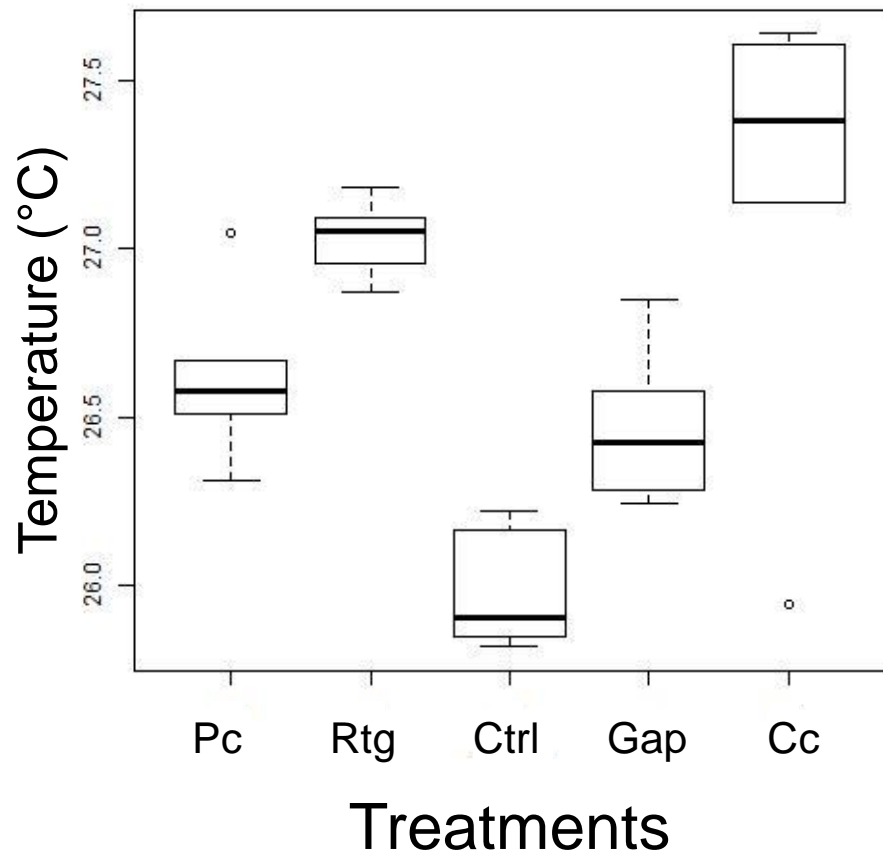 Temperature (°C)
27.5
27.0
26.5
26.0
Pc Rtg Ctrl Gap Cc
Treatments